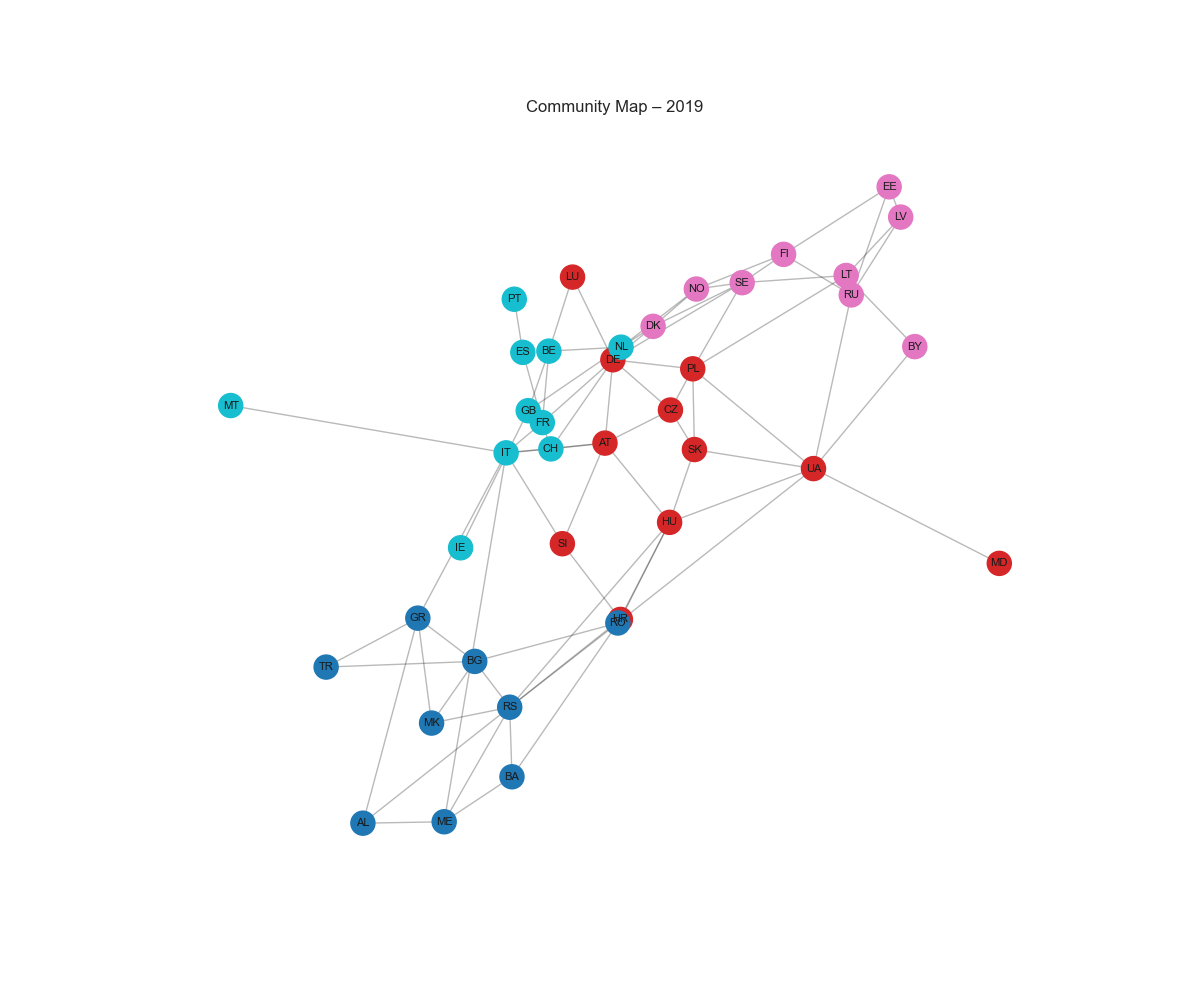 Community Map – 2019
EE
LV
FI
LT
LU
SE
NO
RU
PT
DK
NL
BY
ES
BE
DE
PL
MT
GB
CZ
FR
AT
CH
SK
IT
UA
HU
SI
IE
MD
GR
HR
RO
BG
TR
RS
MK
BA
ME
AL